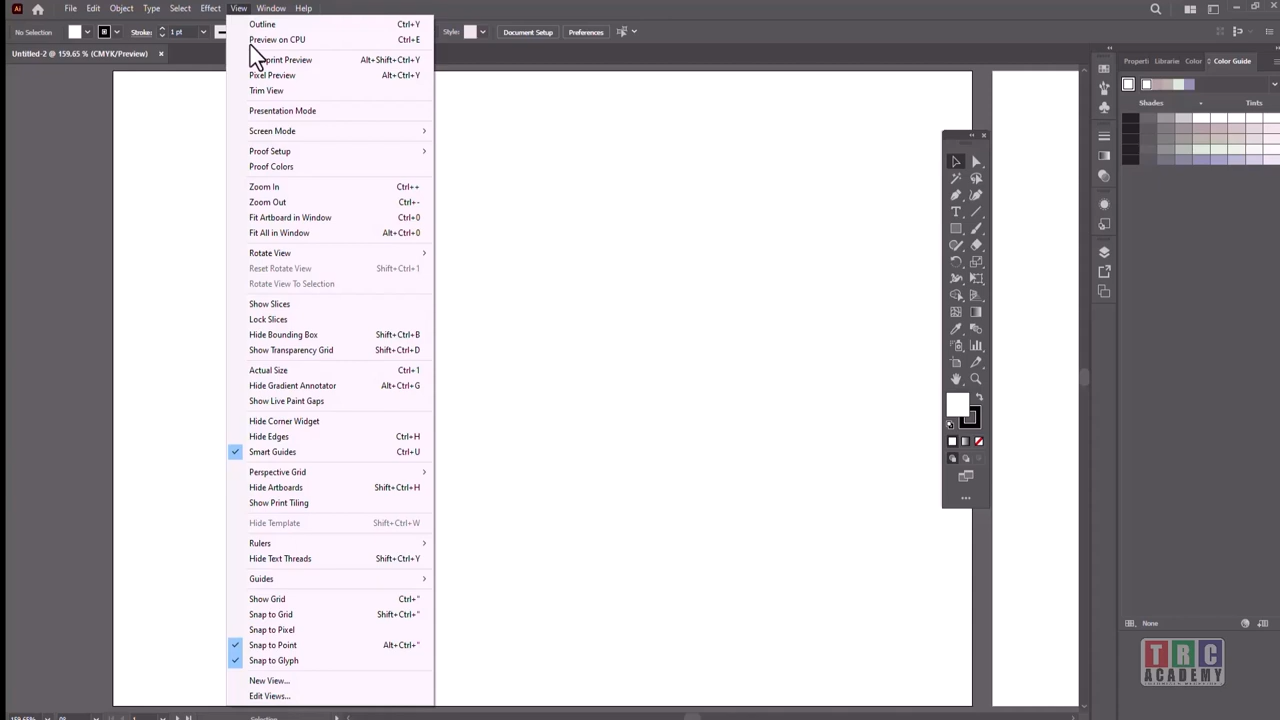 File Edit Object Type Select Effect View Window Help
No Selection Stroke: 1 pt Style: Document Setup Preferences
Untitled-2 @ 159.65 % (CMYK/Preview) ×
Outline Ctrl+Y
Preview on CPU Ctrl+E
print Preview Alt+Shift+Ctrl+Y
Pixel Preview Alt+Ctrl+Y
Trim View
Presentation Mode
Screen Mode
Proof Setup
Proof Colors
Zoom In Ctrl++
Zoom Out Ctrl+-
Fit Artboard in Window Ctrl+0
Fit All in Window Alt+Ctrl+0
Rotate View
Reset Rotate View Shift+Ctrl+1
Rotate View To Selection
Show Slices
Lock Slices
Hide Bounding Box Shift+Ctrl+B
Show Transparency Grid Shift+Ctrl+D
Actual Size Ctrl+1
Hide Gradient Annotator Alt+Ctrl+G
Show Live Paint Gaps
Hide Corner Widget
Hide Edges Ctrl+H
Smart Guides Ctrl+U
Perspective Grid
Hide Artboards Shift+Ctrl+H
Show Print Tiling
Hide Template Shift+Ctrl+W
Rulers
Hide Text Threads Shift+Ctrl+Y
Guides
Show Grid Ctrl+"
Snap to Grid Shift+Ctrl+"
Snap to Pixel
Snap to Point Alt+Ctrl+"
Snap to Glyph
New View...
Edit Views...
Properti Librarie Color Color Guide
Shades Tints
None
TRC
ACADEMY